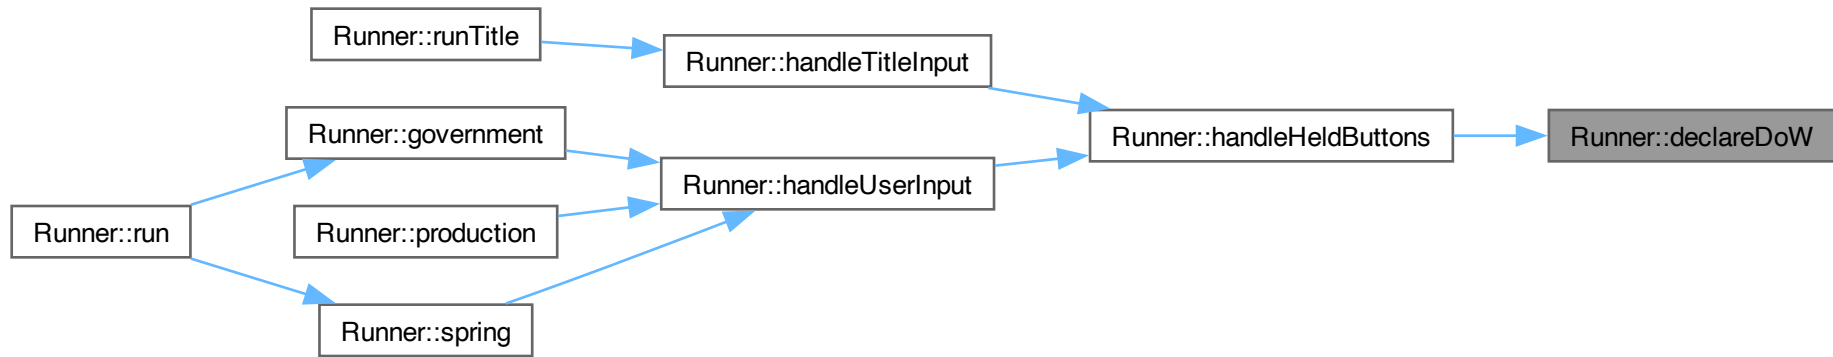 Runner::runTitle
Runner::handleTitleInput
Runner::government
Runner::handleHeldButtons
Runner::declareDoW
Runner::handleUserInput
Runner::run
Runner::production
Runner::spring